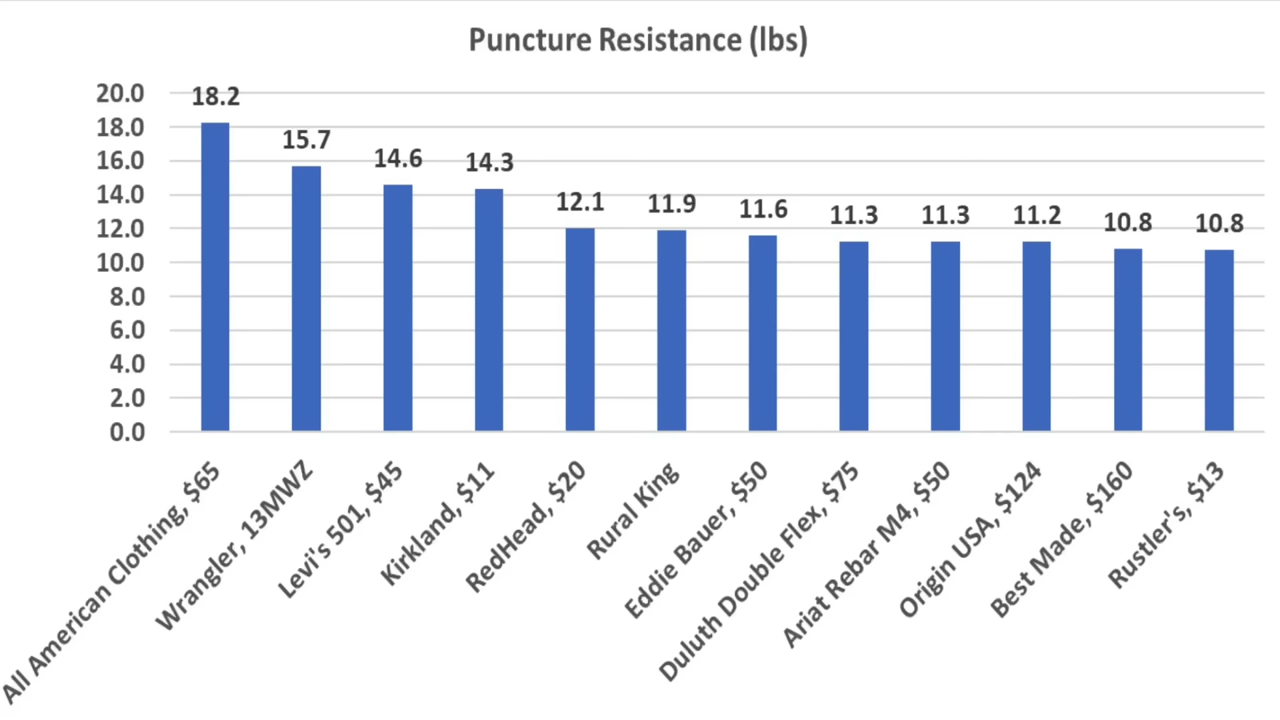 Puncture Resistance (lbs)
20.0
18.0
16.0
14.0
12.0
10.0
8.0
6.0
4.0
2.0
0.0
18.2
15.7
14.6
14.3
12.1
11.9
11.6
11.3
11.3
11.2
10.8
10.8
All American Clothing, $65
Wrangler, 13MWZ
Levi's 501, $45
Kirkland, $11
RedHead, $20
Rural King
Eddie Bauer, $50
Duluth Double Flex, $75
Ariat Rebar M4, $50
Origin USA, $124
Best Made, $160
Rustler's, $13